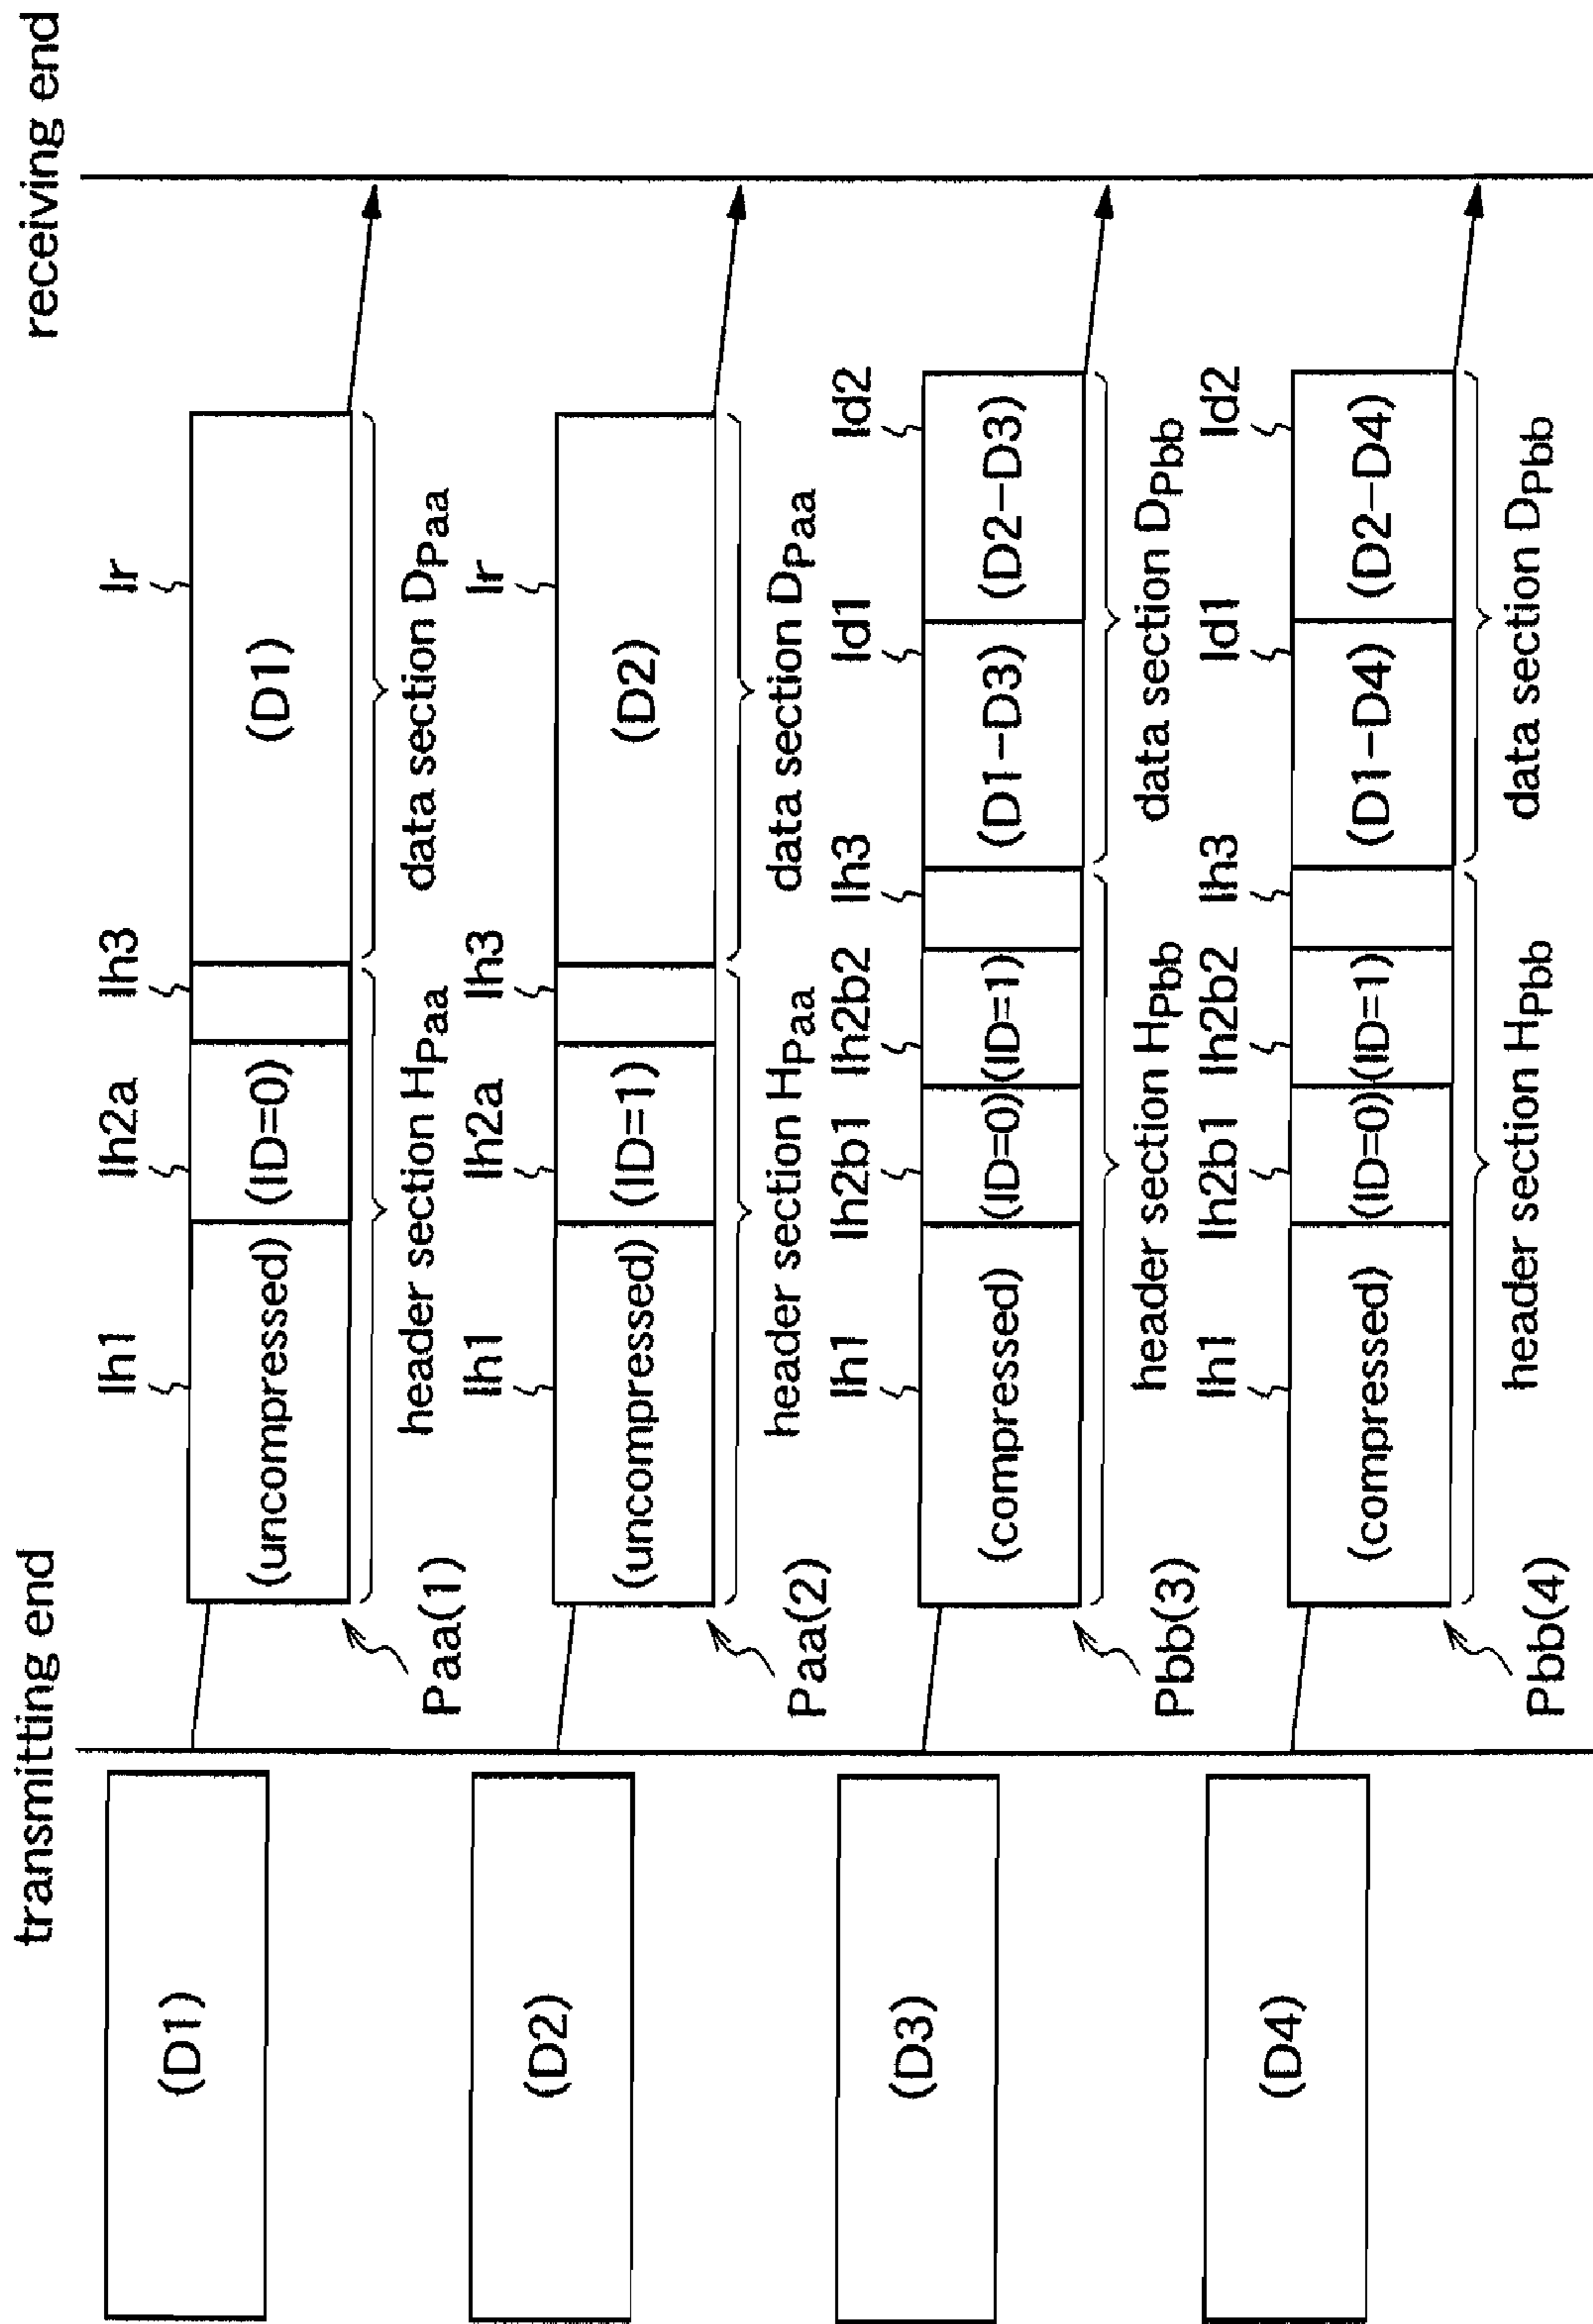 transmitting end
receiving end
(D1)
Ih1
Ih2a
Ih3
Ir
(uncompressed)
(ID=0)
(D1)
Paa(1)
header section HPaa
data section DPaa
(D2)
Ih1
Ih2a
Ih3
Ir
(uncompressed)
(ID=1)
(D2)
Paa(2)
header section HPaa
data section DPaa
(D3)
Ih1
Ih2b1
Ih2b2
Ih3
Id1
Id2
(compressed)
(ID=0)
(ID=1)
(D1-D3)
(D2-D3)
Pbb(3)
header section HPbb
data section DPbb
(D4)
Ih1
Ih2b1
Ih2b2
Ih3
Id1
Id2
(compressed)
(ID=0)
(ID=1)
(D1-D4)
(D2-D4)
Pbb(4)
header section HPbb
data section DPbb